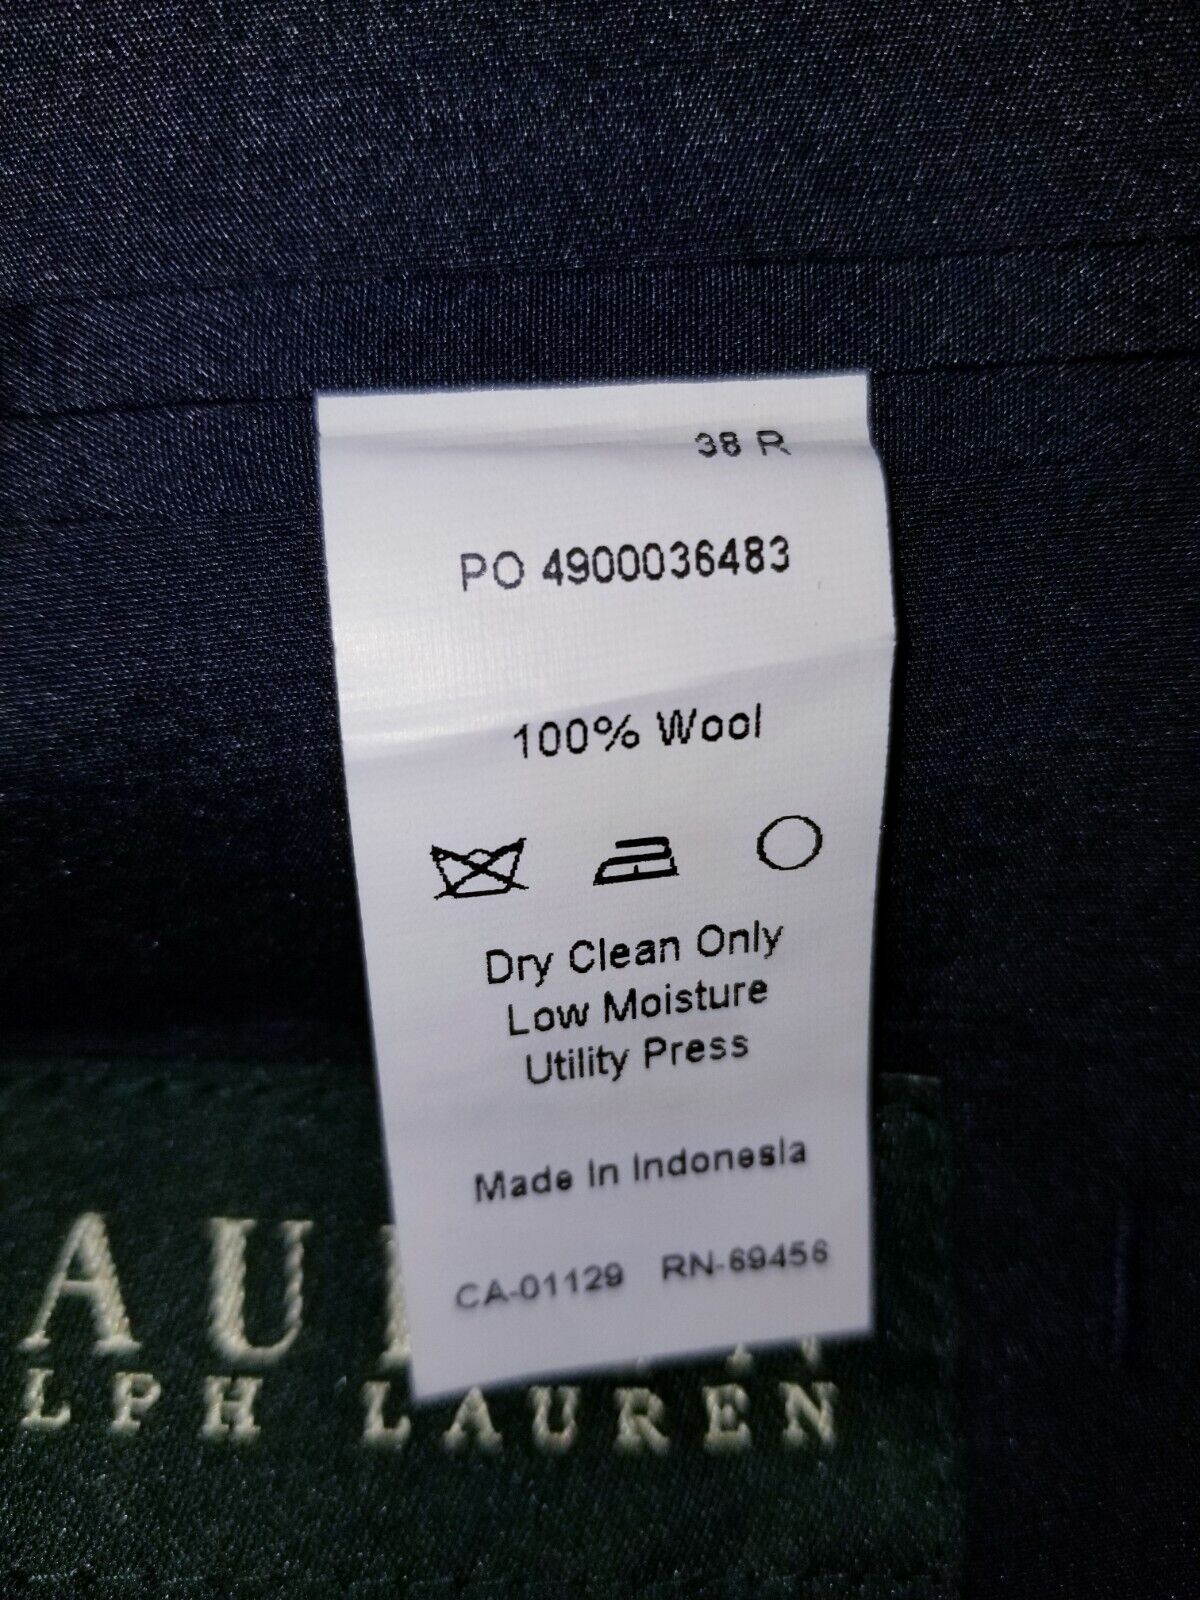 38 R
PO 4900036483
100% Wool
Dry Clean Only
Low Moisture
Utility Press
Made In Indonesia
CA-01129 RN-69456
LAUREN